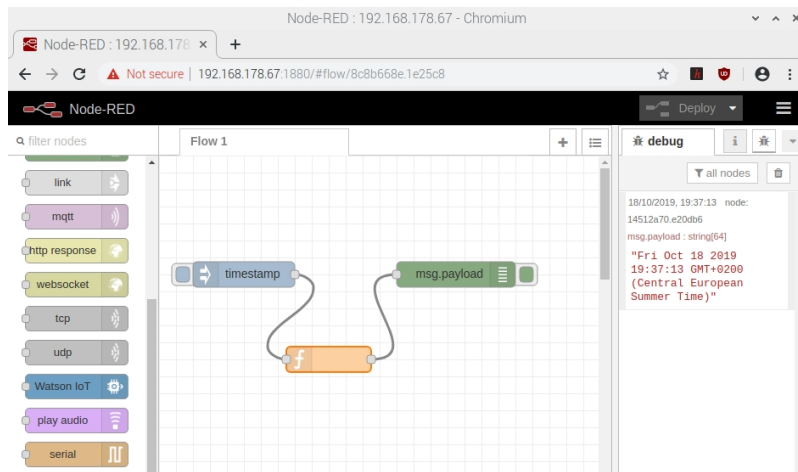 Node-RED : 192.168.178.67 - Chromium
Node-RED : 192.168.178
Not secure | 192.168.178.67:1880/#flow/8c8b668e.1e25c8
Node-RED
Deploy
filter nodes
Flow 1
debug
i
all nodes
link
mqtt
http response
websocket
tcp
udp
Watson IoT
play audio
serial
timestamp
msg.payload
f
18/10/2019, 19:37:13 node:
14512a70.e20db6
msg.payload : string[64]
"Fri Oct 18 2019
19:37:13 GMT+0200
(Central European
Summer Time)"